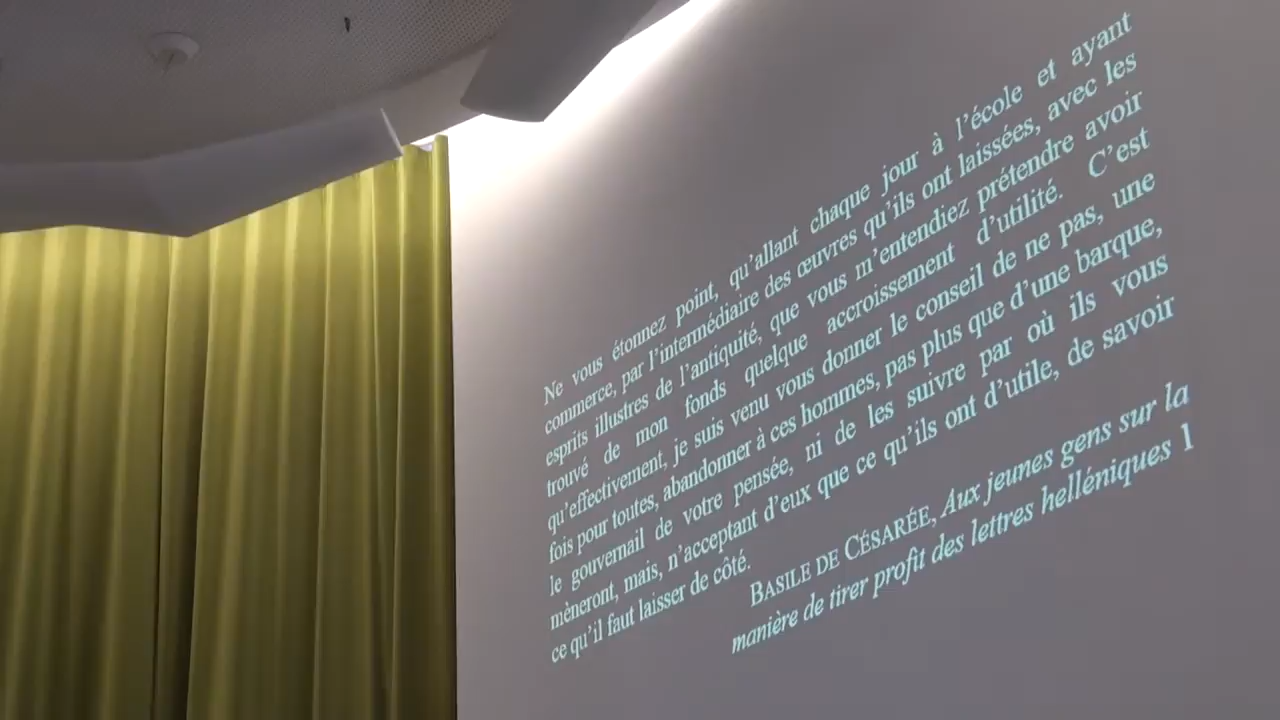 Ne vous étonnez point, qu'allant chaque jour à l'école et ayant
commerce, par l'intermédiaire des œuvres qu'ils ont laissées, avec les
esprits illustres de l'antiquité, que vous m'entendiez prétendre avoir
trouvé de mon fonds quelque accroissement d'utilité. C'est
qu'effectivement, je suis venu vous donner le conseil de ne pas, une
fois pour toutes, abandonner à ces hommes, pas plus que d'une barque,
le gouvernail de votre pensée, ni de les suivre par où ils vous
mèneront, mais, n'acceptant d'eux que ce qu'ils ont d'utile, de savoir
ce qu'il faut laisser de côté.
BASILE DE CÉSARÉE, Aux jeunes gens sur la
manière de tirer profit des lettres helléniques 1